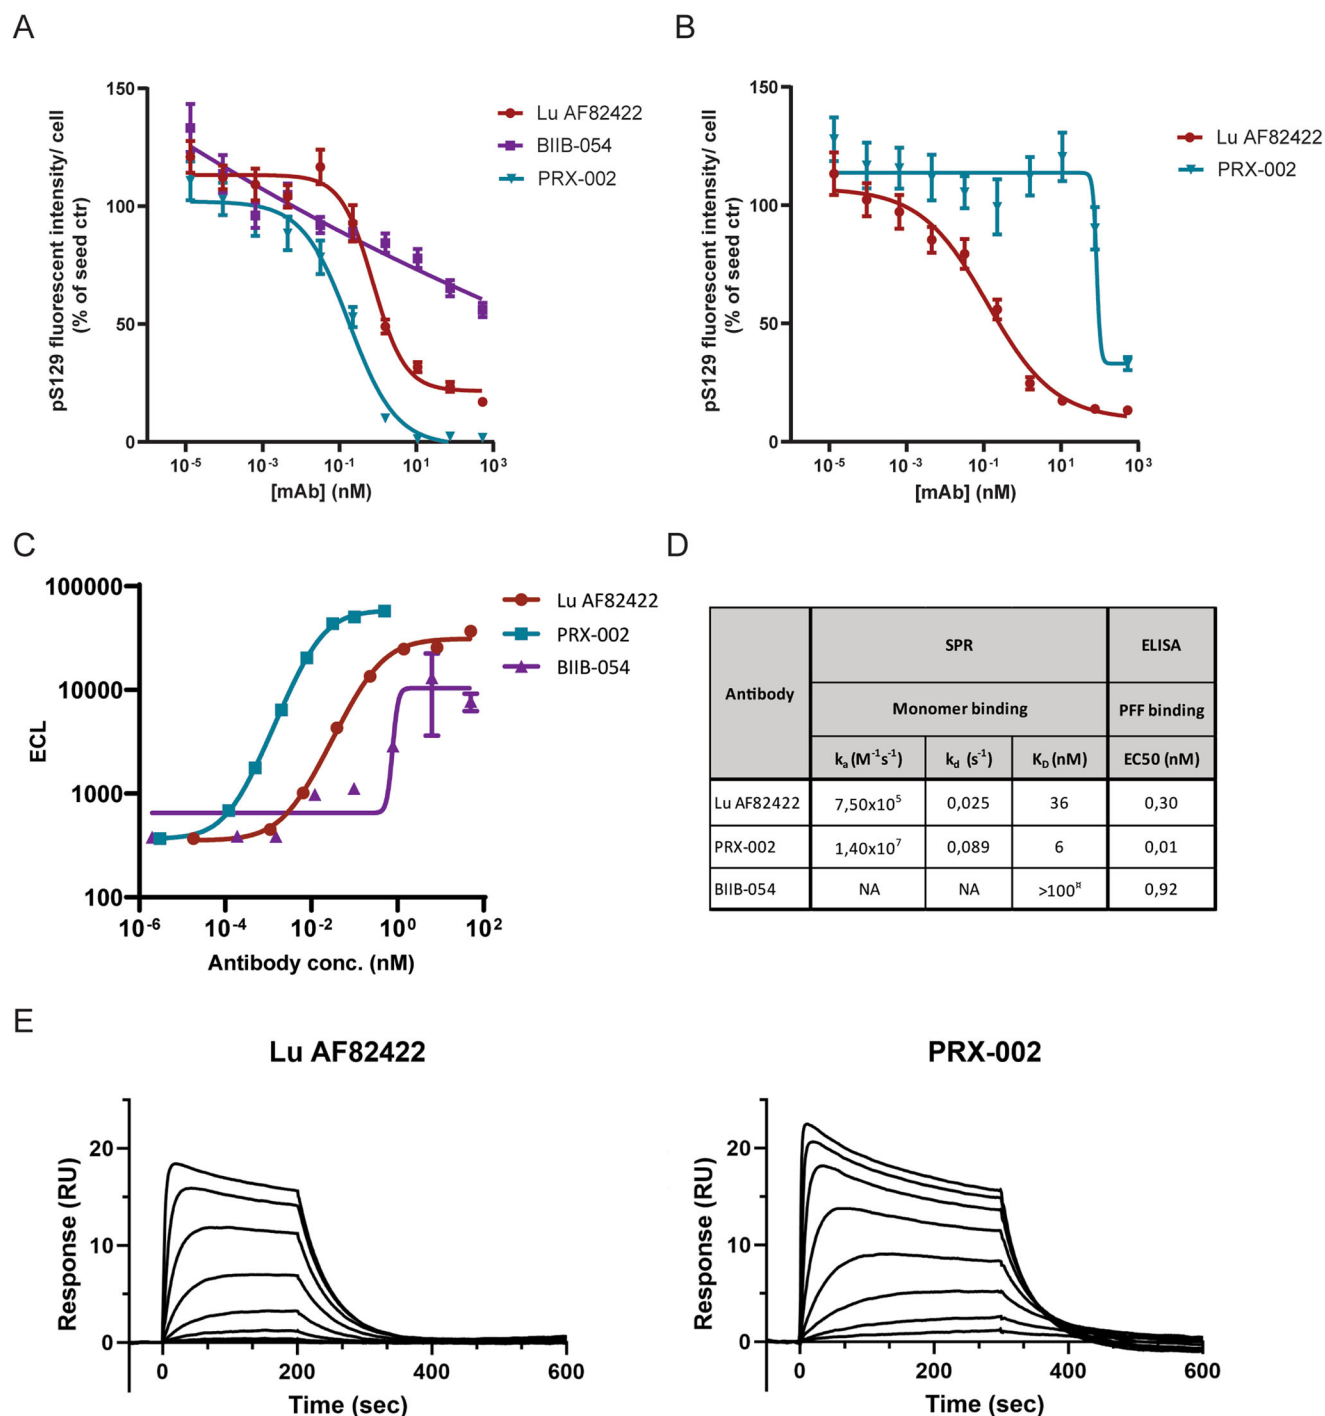 A
pS129 fluorescent intensity/ cell
(% of seed ctr)
150
100
50
0
10-5
10-3
10-1
101
103
[mAb] (nM)
Lu AF82422
BIIB-054
PRX-002
B
pS129 fluorescent intensity/ cell
(% of seed ctr)
150
100
50
0
10-5
10-3
10-1
101
103
[mAb] (nM)
Lu AF82422
PRX-002
C
ECL
100000
10000
1000
100
10-6
10-4
10-2
100
102
Antibody conc. (nM)
Lu AF82422
PRX-002
BIIB-054
D
Antibody
SPR
ELISA
Monomer binding
PFF binding
ka (M-1s-1)
kd (s-1)
KD (nM)
EC50 (nM)
Lu AF82422 7,50x105 0,025 36 0,30
PRX-002 1,40x107 0,089 6 0,01
BIIB-054 NA NA >100¤ 0,92
E
Lu AF82422
Response (RU)
20
10
0
0 200 400 600
Time (sec)
PRX-002
Response (RU)
20
10
0
0 200 400 600
Time (sec)